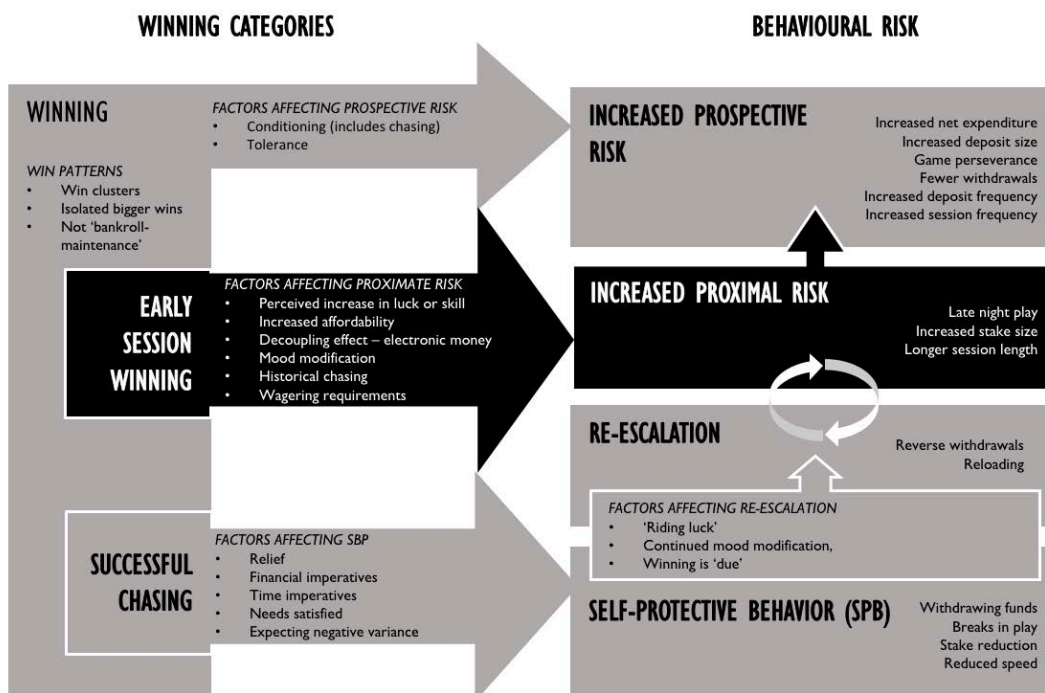 WINNING CATEGORIES
BEHAVIOURAL RISK
WINNING
WIN PATTERNS
• Win clusters
• Isolated bigger wins
• Not ‘bankroll-
maintenance’
FACTORS AFFECTING PROSPECTIVE RISK
• Conditioning (includes chasing)
• Tolerance
INCREASED PROSPECTIVE
RISK
Increased net expenditure
Increased deposit size
Game perseverance
Fewer withdrawals
Increased deposit frequency
Increased session frequency
EARLY
SESSION
WINNING
FACTORS AFFECTING PROXIMATE RISK
• Perceived increase in luck or skill
• Increased affordability
• Decoupling effect – electronic money
• Mood modification
• Historical chasing
• Wagering requirements
INCREASED PROXIMAL RISK
Late night play
Increased stake size
Longer session length
RE-ESCALATION
Reverse withdrawals
Reloading
FACTORS AFFECTING RE-ESCALATION
• ‘Riding luck’
• Continued mood modification,
• Winning is ‘due’
SUCCESSFUL
CHASING
FACTORS AFFECTING SBP
• Relief
• Financial imperatives
• Time imperatives
• Needs satisfied
• Expecting negative variance
SELF-PROTECTIVE BEHAVIOR (SPB)
Withdrawing funds
Breaks in play
Stake reduction
Reduced speed